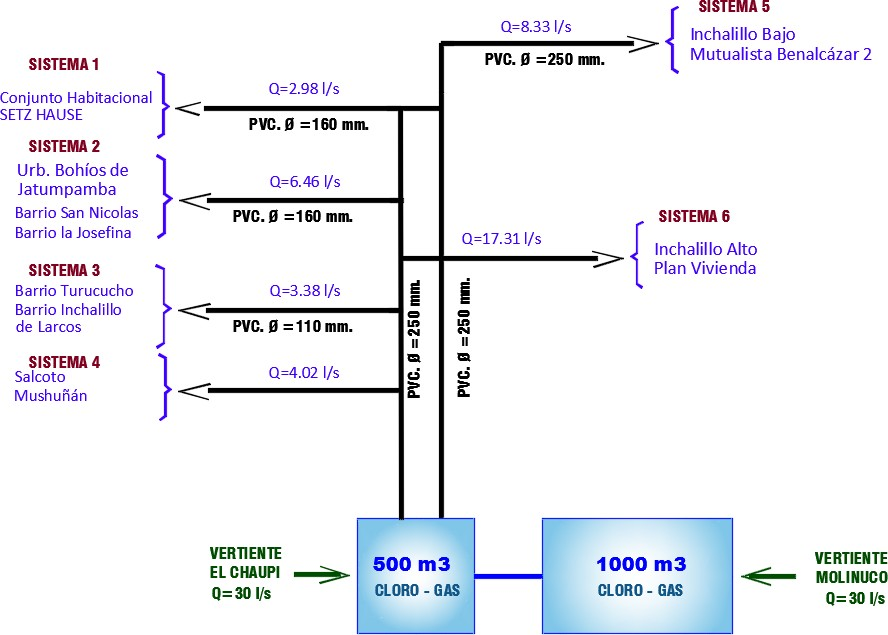 SISTEMA 5
Q=8.33 l/s
Inchalillo Bajo
Mutualista Benalcázar 2
PVC. Ø =250 mm.
SISTEMA 1
Q=2.98 l/s
Conjunto Habitacional
SETZ HAUSE
PVC. Ø =160 mm.
SISTEMA 2
Urb. Bohíos de
Jatumpamba
Barrio San Nicolas
Barrio la Josefina
Q=6.46 l/s
PVC. Ø =160 mm.
SISTEMA 6
Q=17.31 l/s
Inchalillo Alto
Plan Vivienda
SISTEMA 3
Barrio Turucucho
Barrio Inchalillo
de Larcos
Q=3.38 l/s
PVC. Ø =110 mm.
PVC. Ø =250 mm.
PVC. Ø =250 mm.
SISTEMA 4
Salcoto
Mushuñán
Q=4.02 l/s
VERTIENTE
EL CHAUPI
Q=30 l/s
500 m3
CLORO - GAS
1000 m3
CLORO - GAS
VERTIENTE
MOLINUCO
Q=30 l/s